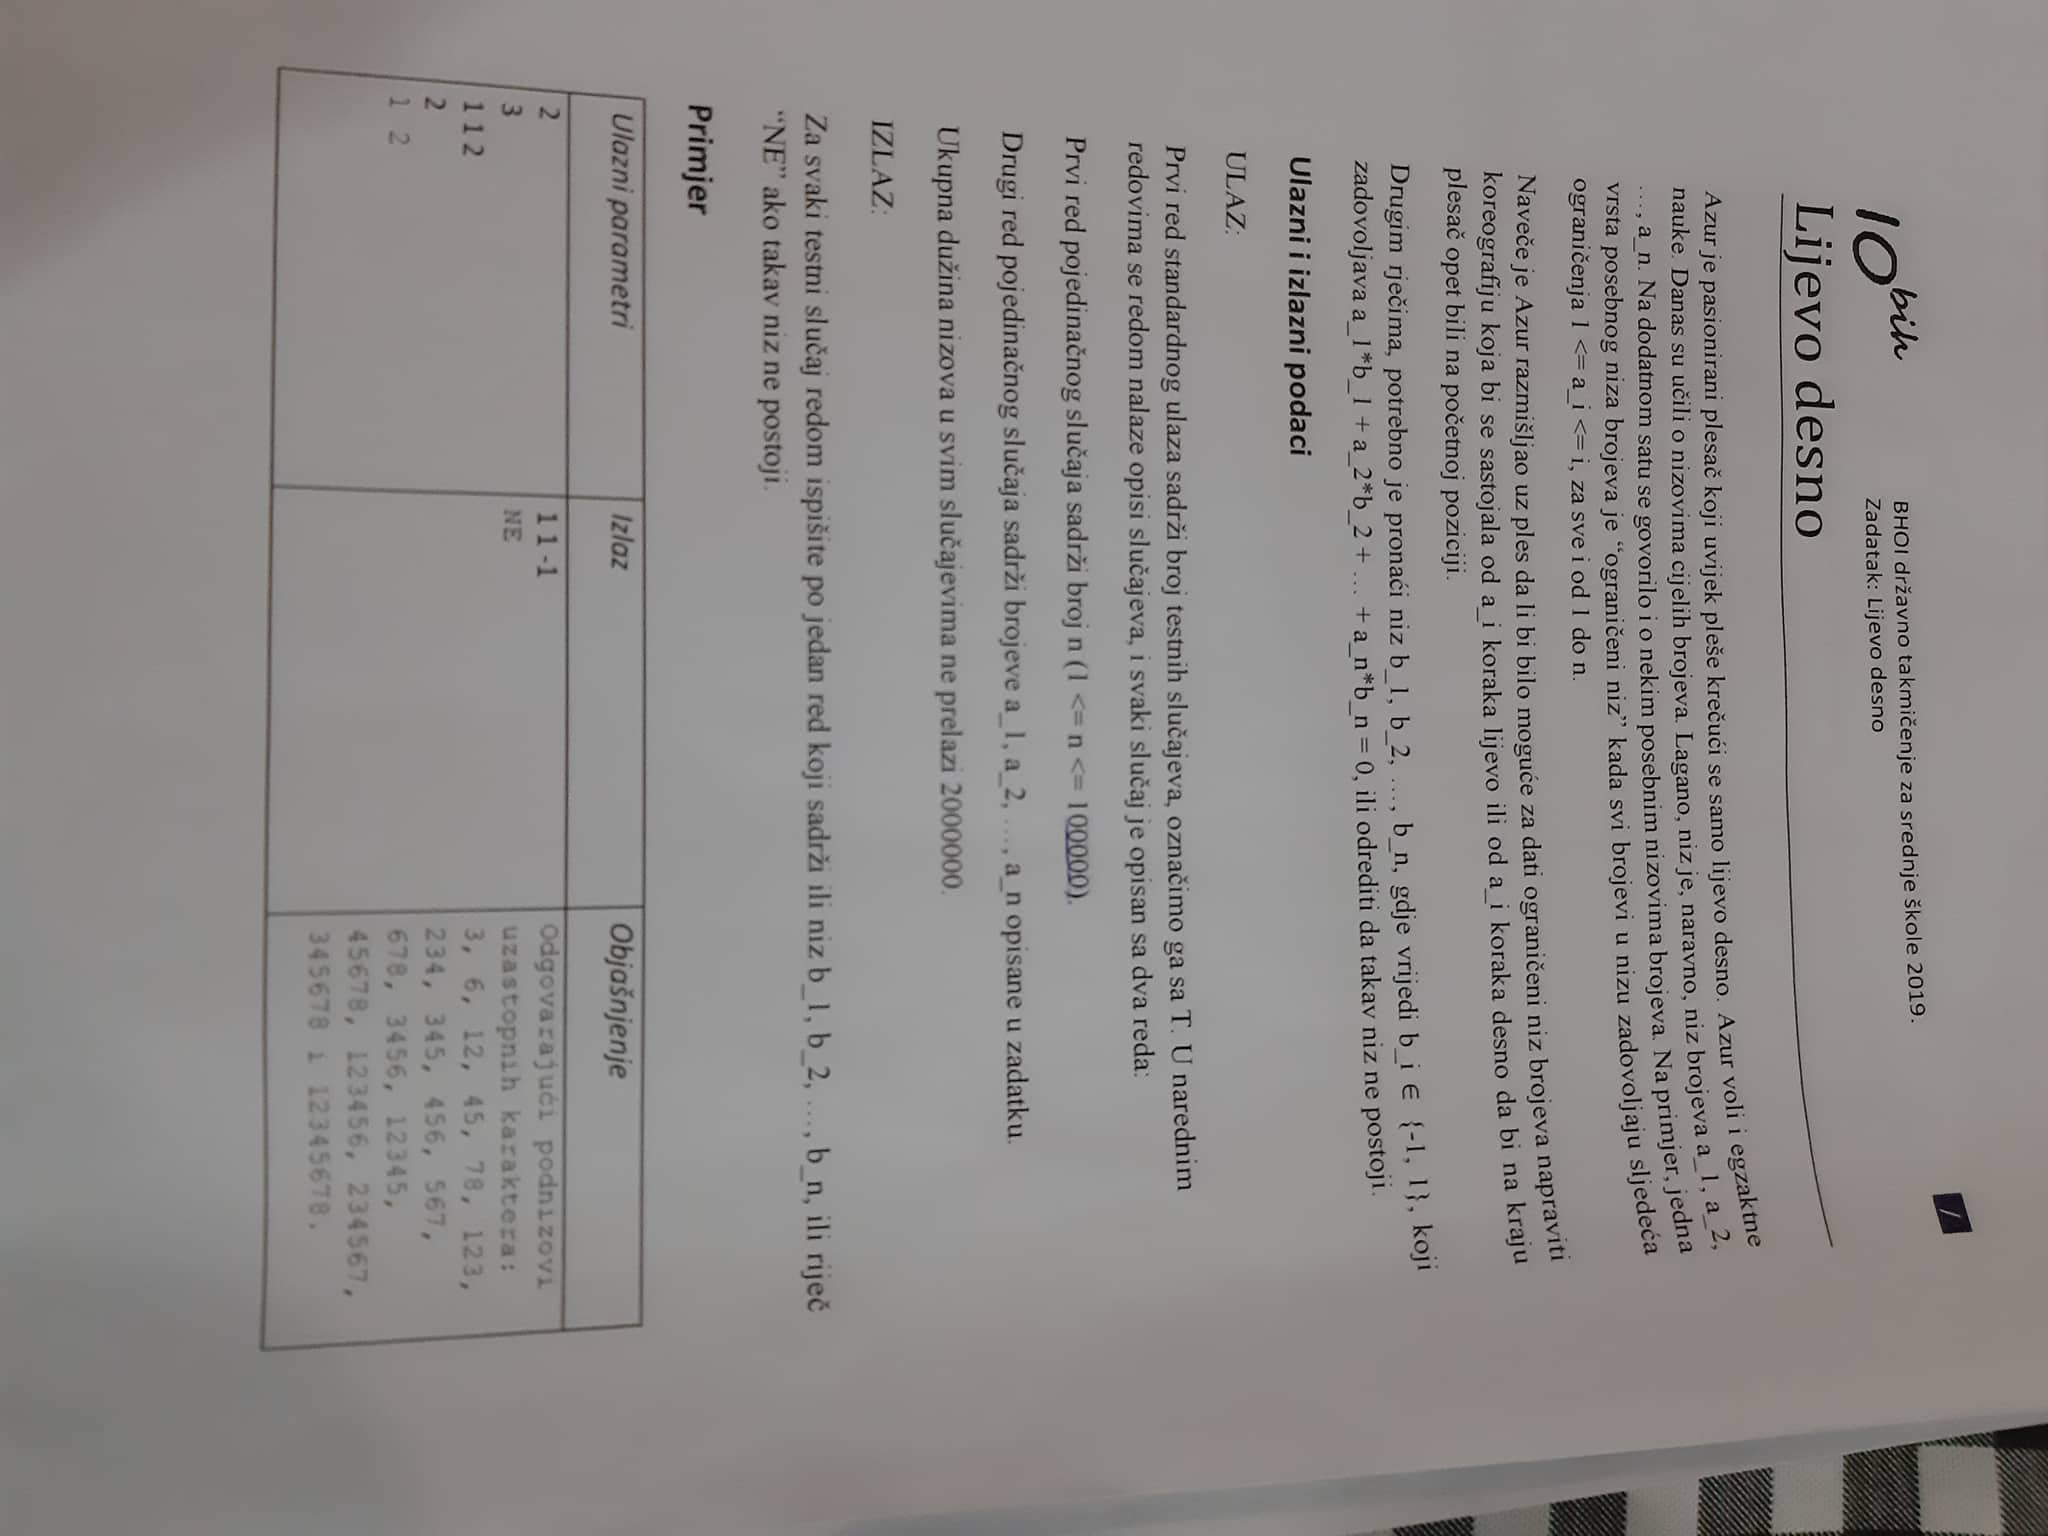 IObih
BHOI državno takmičenje za srednje škole 2019.
Zadatak: Lijevo desno
/
Lijevo desno
Azur je pasionirani plesač koji uvijek pleše krećući se samo lijevo desno. Azur voli i egzaktne
nauke. Danas su učili o nizovima cijelih brojeva. Lagano, niz je, naravno, niz brojeva a_1, a_2,
…, a_n. Na dodatnom satu se govorilo i o nekim posebnim nizovima brojeva. Na primjer, jedna
vrsta posebnog niza brojeva je “ograničeni niz” kada svi brojevi u nizu zadovoljaju sljedeća
ograničenja 1 <= a_i <= i, za sve i od 1 do n.
Naveče je Azur razmišljao uz ples da li bi bilo moguće za dati ograničeni niz brojeva napraviti
koreografiju koja bi se sastojala od a_i koraka lijevo ili od a_i koraka desno da bi na kraju
plesač opet bili na početnoj poziciji.
Drugim rječima, potrebno je pronaći niz b_1, b_2, …, b_n, gdje vrijedi b_i ∈ {-1, 1}, koji
zadovoljava a_1*b_1 + a_2*b_2 + … + a_n*b_n = 0, ili odrediti da takav niz ne postoji.
Ulazni i izlazni podaci
ULAZ:
Prvi red standardnog ulaza sadrži broj testnih slučajeva, označimo ga sa T. U narednim
redovima se redom nalaze opisi slučajeva, i svaki slučaj je opisan sa dva reda:
Prvi red pojedinačnog slučaja sadrži broj n (1 <= n <= 100000).
Drugi red pojedinačnog slučaja sadrži brojeve a_1, a_2, …, a_n opisane u zadatku.
Ukupna dužina nizova u svim slučajevima ne prelazi 2000000.
IZLAZ:
Za svaki testni slučaj redom ispišite po jedan red koji sadrži ili niz b_1, b_2, …, b_n, ili riječ
“NE” ako takav niz ne postoji.
Primjer
Ulazni parametri
Izlaz
Objašnjenje
2
3
1 1 2
2
1 2
1 1 -1
NE
Odgovarajući podnizovi
uzastopnih karaktera:
3, 6, 12, 45, 78, 123,
234, 345, 456, 567,
678, 3456, 12345,
45678, 123456, 234567,
345678 i 12345678.